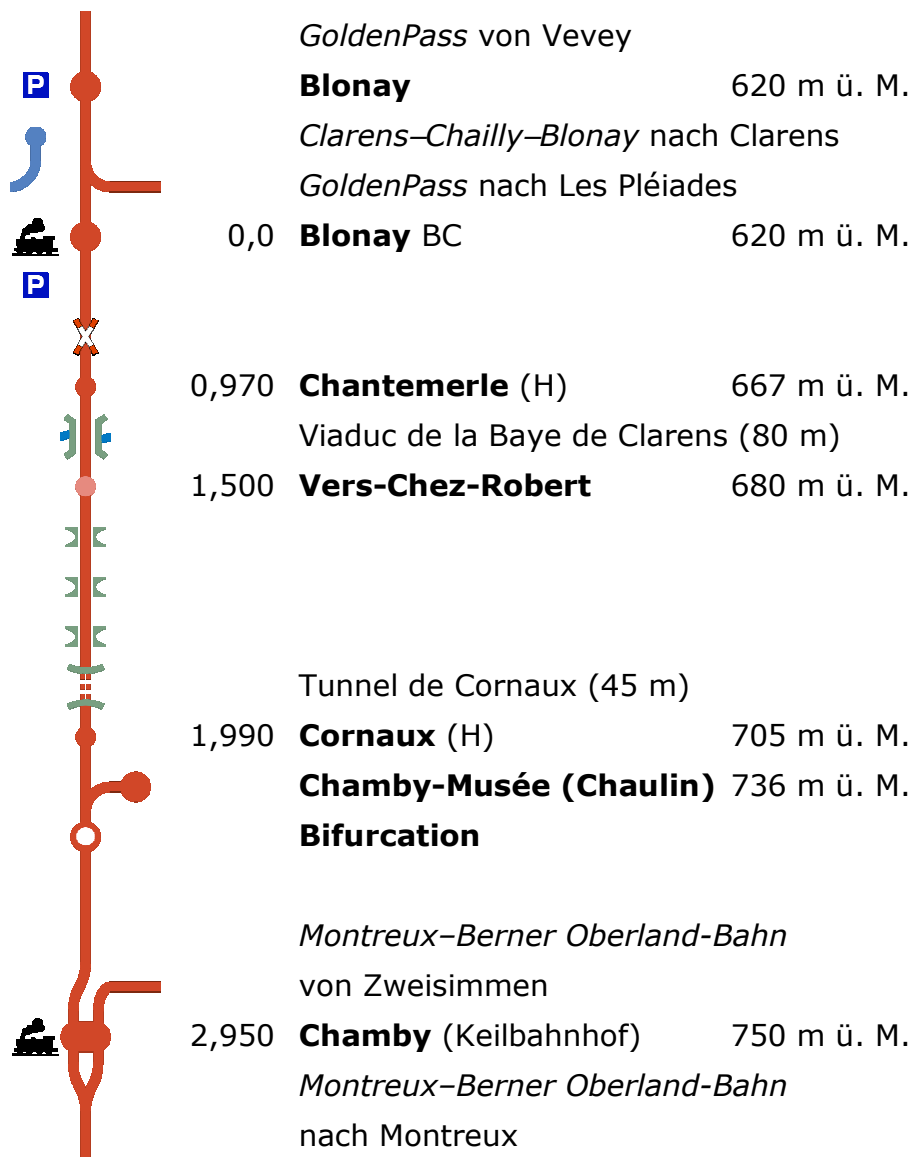 GoldenPass von Vevey
P Blonay 620 m ü. M.
Clarens–Chailly–Blonay nach Clarens
GoldenPass nach Les Pléiades
0,0 Blonay BC 620 m ü. M.
P
0,970 Chantemerle (H) 667 m ü. M.
Viaduc de la Baye de Clarens (80 m)
1,500 Vers-Chez-Robert 680 m ü. M.
Tunnel de Cornaux (45 m)
1,990 Cornaux (H) 705 m ü. M.
Chamby-Musée (Chaulin) 736 m ü. M.
Bifurcation
Montreux–Berner Oberland-Bahn
von Zweisimmen
2,950 Chamby (Keilbahnhof) 750 m ü. M.
Montreux–Berner Oberland-Bahn
nach Montreux